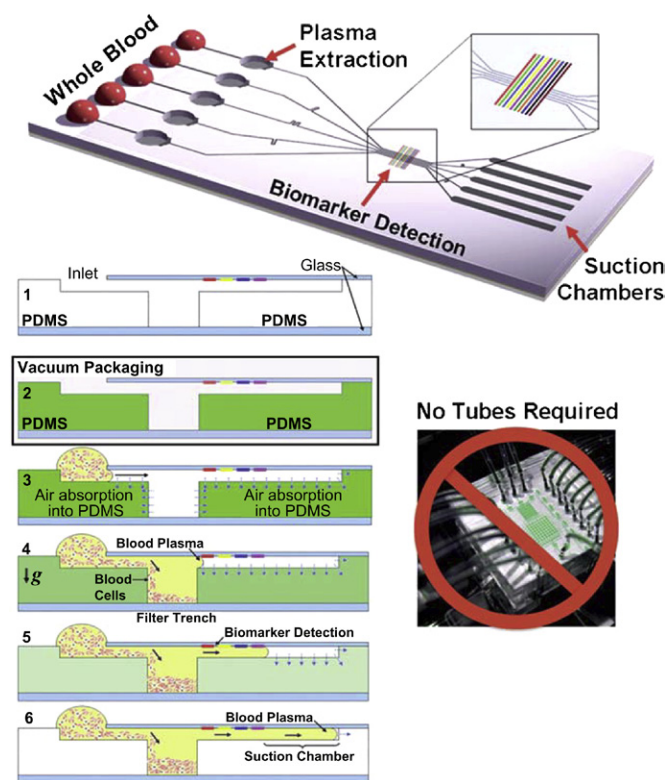 Plasma
Extraction
Whole Blood
Biomarker Detection
Suction
Chambers
Inlet
Glass
1
PDMS
PDMS
Vacuum Packaging
2
PDMS
PDMS
No Tubes Required
3
Air absorption
into PDMS
Air absorption
into PDMS
4
Blood Plasma
g
Blood
Cells
Filter Trench
5
Biomarker Detection
6
Blood Plasma
Suction Chamber